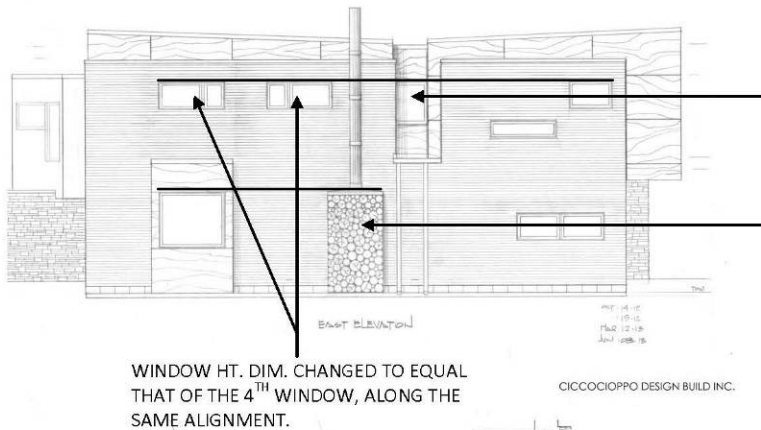 EAST ELEVATION
WINDOW HT. DIM. CHANGED TO EQUAL
THAT OF THE 4TH WINDOW, ALONG THE
SAME ALIGNMENT.
CICCOCIOPPO DESIGN BUILD INC.